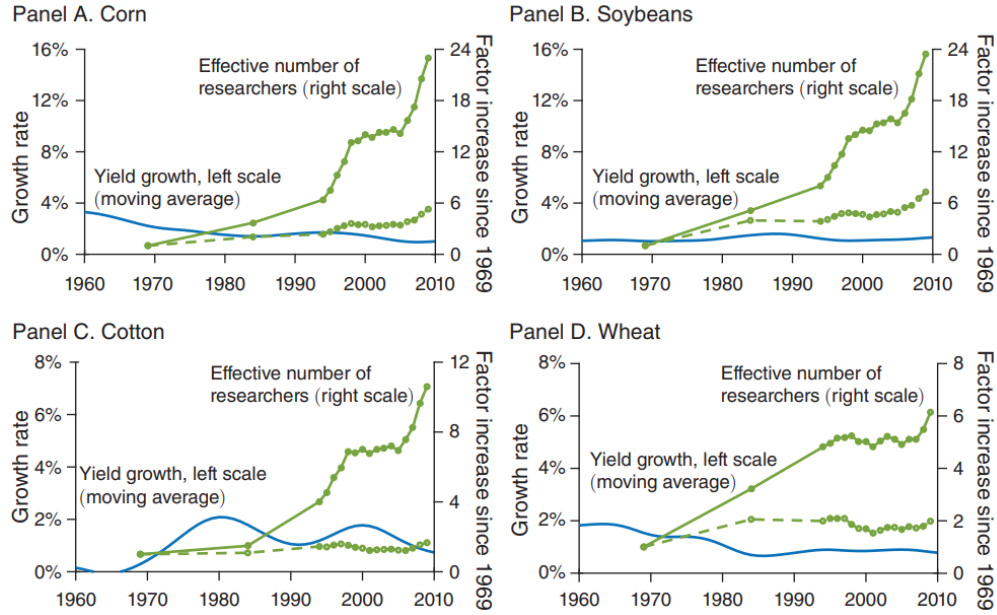 Panel A. Corn
16%
12%
8%
4%
0%
Growth rate
Effective number of
researchers (right scale)
Yield growth, left scale
(moving average)
24
18
12
6
0
Factor increase since 1969
1960 1970 1980 1990 2000 2010
Panel B. Soybeans
16%
12%
8%
4%
0%
Growth rate
Effective number of
researchers (right scale)
Yield growth, left scale
(moving average)
24
18
12
6
0
Factor increase since 1969
1960 1970 1980 1990 2000 2010
Panel C. Cotton
8%
6%
4%
2%
0%
Growth rate
Effective number of
researchers (right scale)
Yield growth, left scale
(moving average)
12
8
4
0
Factor increase since 1969
1960 1970 1980 1990 2000 2010
Panel D. Wheat
8%
6%
4%
2%
0%
Growth rate
Effective number of
researchers (right scale)
Yield growth, left scale
(moving average)
8
6
4
2
0
Factor increase since 1969
1960 1970 1980 1990 2000 2010